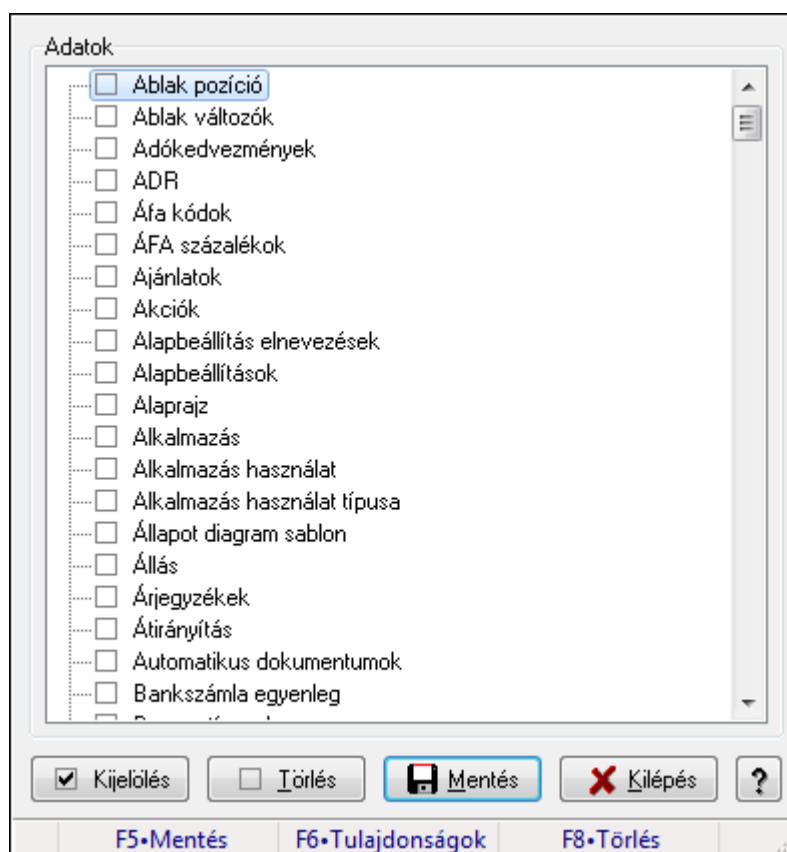 Adatok
Ablak pozíció
Ablak változók
Adókedvezmények
ADR
Áfa kódok
ÁFA százalékok
Ajánlatok
Akciók
Alapbeállítás elnevezések
Alapbeállítások
Alaprajz
Alkalmazás
Alkalmazás használat
Alkalmazás használat típusa
Állapot diagram sablon
Állás
Árjegyzékek
Átirányítás
Automatikus dokumentumok
Bankszámla egyenleg
Kijelölés Törlés Mentés Kilépés ?
F5•Mentés F6•Tulajdonságok F8•Törlés